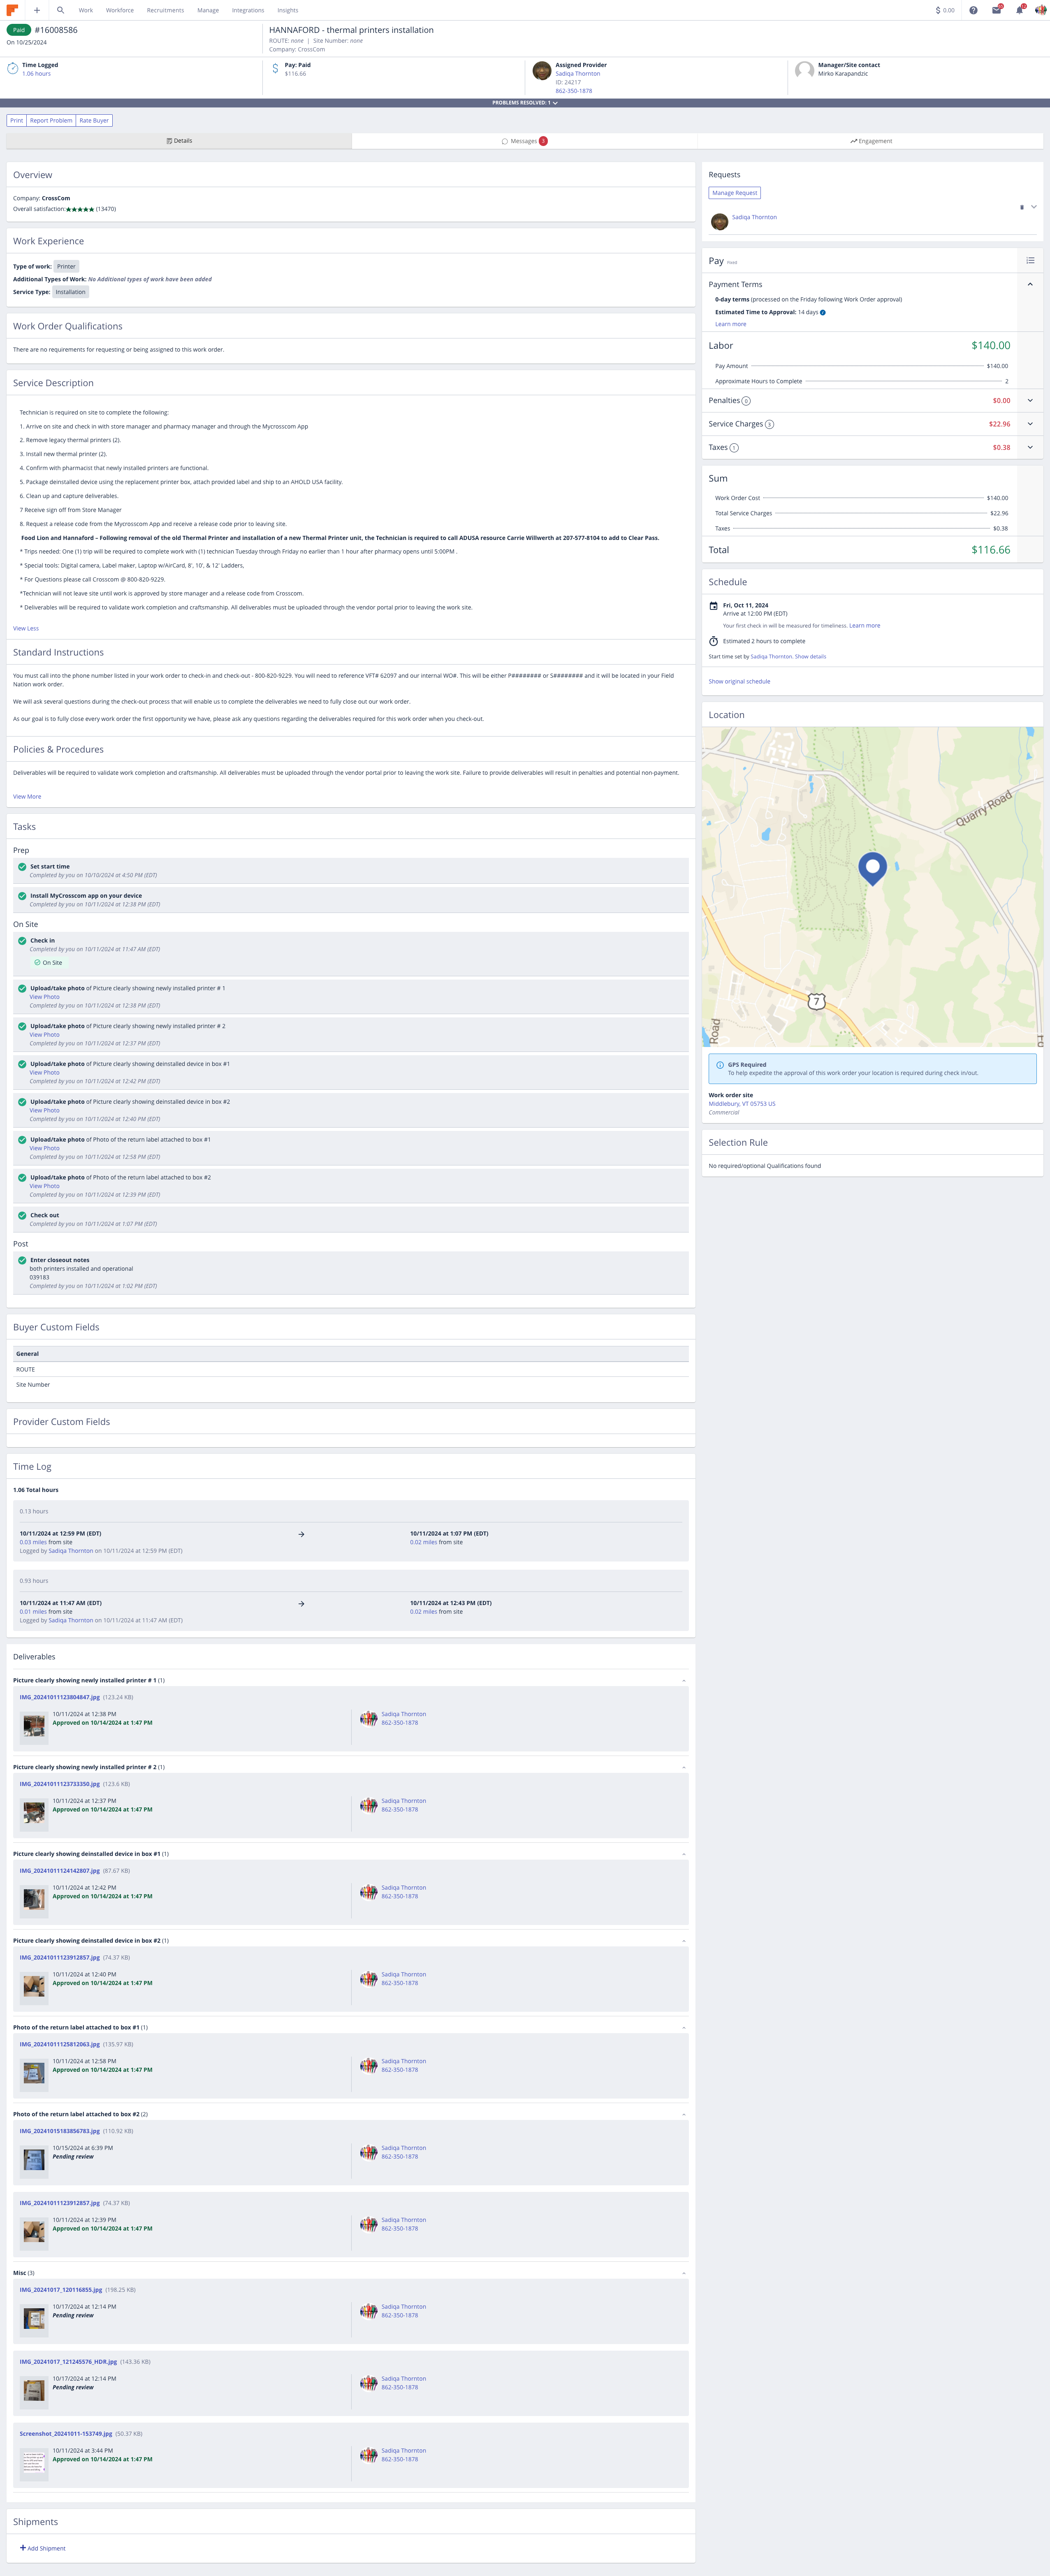 Work Workforce Recruitments Manage Integrations Insights
$ 0.00
Paid #16008586
On 10/25/2024
HANNAFORD - thermal printers installation
ROUTE: none | Site Number: none
Company: CrossCom
Time Logged
1.06 hours
Pay: Paid
$116.66
Assigned Provider
Sadiqa Thornton
ID: 24217
862-350-1878
Manager/Site contact
Mirko Karapandzic
PROBLEMS RESOLVED: 1
Print Report Problem Rate Buyer
Details
Messages 3
Engagement
Overview
Company: CrossCom
Overall satisfaction: (13470)
Work Experience
Type of work: Printer
Additional Types of Work: No Additional types of work have been added
Service Type: Installation
Work Order Qualifications
There are no requirements for requesting or being assigned to this work order.
Service Description
Technician is required on site to complete the following:
1. Arrive on site and check in with store manager and pharmacy manager and through the Mycrosscom App
2. Remove legacy thermal printers (2).
3. Install new thermal printer (2).
4. Confirm with pharmacist that newly installed printers are functional.
5. Package deinstalled device using the replacement printer box, attach provided label and ship to an AHOLD USA facility.
6. Clean up and capture deliverables.
7 Receive sign off from Store Manager
8. Request a release code from the Mycrosscom App and receive a release code prior to leaving site.
Food Lion and Hannaford – Following removal of the old Thermal Printer and installation of a new Thermal Printer unit, the Technician is required to call ADUSA resource Carrie Willwerth at 207-577-8104 to add to Clear Pass.
* Trips needed: One (1) trip will be required to complete work with (1) technician Tuesday through Friday no earlier than 1 hour after pharmacy opens until 5:00PM .
* Special tools: Digital camera, Label maker, Laptop w/AirCard, 8', 10', & 12' Ladders,
* For Questions please call Crosscom @ 800-820-9229.
*Technician will not leave site until work is approved by store manager and a release code from Crosscom.
* Deliverables will be required to validate work completion and craftsmanship. All deliverables must be uploaded through the vendor portal prior to leaving the work site.
View Less
Standard Instructions
You must call into the phone number listed in your work order to check-in and check-out - 800-820-9229. You will need to reference VFT# 62097 and our internal WO#. This will be either P######## or S######## and it will be located in your Field
Nation work order.
We will ask several questions during the check-out process that will enable us to complete the deliverables we need to fully close out our work order.
As our goal is to fully close every work order the first opportunity we have, please ask any questions regarding the deliverables required for this work order when you check-out.
Policies & Procedures
Deliverables will be required to validate work completion and craftsmanship. All deliverables must be uploaded through the vendor portal prior to leaving the work site. Failure to provide deliverables will result in penalties and potential non-payment.
View More
Tasks
Prep
Set start time
Completed by you on 10/10/2024 at 4:50 PM (EDT)
Install MyCrosscom app on your device
Completed by you on 10/11/2024 at 12:38 PM (EDT)
On Site
Check in
Completed by you on 10/11/2024 at 11:47 AM (EDT)
On Site
Upload/take photo of Picture clearly showing newly installed printer # 1
View Photo
Completed by you on 10/11/2024 at 12:38 PM (EDT)
Upload/take photo of Picture clearly showing newly installed printer # 2
View Photo
Completed by you on 10/11/2024 at 12:37 PM (EDT)
Upload/take photo of Picture clearly showing deinstalled device in box #1
View Photo
Completed by you on 10/11/2024 at 12:42 PM (EDT)
Upload/take photo of Picture clearly showing deinstalled device in box #2
View Photo
Completed by you on 10/11/2024 at 12:40 PM (EDT)
Upload/take photo of Photo of the return label attached to box #1
View Photo
Completed by you on 10/11/2024 at 12:58 PM (EDT)
Upload/take photo of Photo of the return label attached to box #2
View Photo
Completed by you on 10/11/2024 at 12:39 PM (EDT)
Check out
Completed by you on 10/11/2024 at 1:07 PM (EDT)
Post
Enter closeout notes
both printers installed and operational
039183
Completed by you on 10/11/2024 at 1:02 PM (EDT)
Buyer Custom Fields
General
ROUTE
Site Number
Provider Custom Fields
Time Log
1.06 Total hours
0.13 hours
10/11/2024 at 12:59 PM (EDT) 10/11/2024 at 1:07 PM (EDT)
0.03 miles from site 0.02 miles from site
Logged by Sadiqa Thornton on 10/11/2024 at 12:59 PM (EDT)
0.93 hours
10/11/2024 at 11:47 AM (EDT) 10/11/2024 at 12:43 PM (EDT)
0.01 miles from site 0.02 miles from site
Logged by Sadiqa Thornton on 10/11/2024 at 11:47 AM (EDT)
Deliverables
Picture clearly showing newly installed printer # 1 (1)
IMG_20241011123804847.jpg (123.24 KB)
10/11/2024 at 12:38 PM Sadiqa Thornton
Approved on 10/14/2024 at 1:47 PM 862-350-1878
Picture clearly showing newly installed printer # 2 (1)
IMG_20241011123733350.jpg (123.6 KB)
10/11/2024 at 12:37 PM Sadiqa Thornton
Approved on 10/14/2024 at 1:47 PM 862-350-1878
Picture clearly showing deinstalled device in box #1 (1)
IMG_20241011124142807.jpg (87.67 KB)
10/11/2024 at 12:42 PM Sadiqa Thornton
Approved on 10/14/2024 at 1:47 PM 862-350-1878
Picture clearly showing deinstalled device in box #2 (1)
IMG_20241011123912857.jpg (74.37 KB)
10/11/2024 at 12:40 PM Sadiqa Thornton
Approved on 10/14/2024 at 1:47 PM 862-350-1878
Photo of the return label attached to box #1 (1)
IMG_20241011125812063.jpg (135.97 KB)
10/11/2024 at 12:58 PM Sadiqa Thornton
Approved on 10/14/2024 at 1:47 PM 862-350-1878
Photo of the return label attached to box #2 (2)
IMG_20241015183856783.jpg (110.92 KB)
10/15/2024 at 6:39 PM Sadiqa Thornton
Pending review 862-350-1878
IMG_20241011123912857.jpg (74.37 KB)
10/11/2024 at 12:39 PM Sadiqa Thornton
Approved on 10/14/2024 at 1:47 PM 862-350-1878
Misc (3)
IMG_20241017_120116855.jpg (198.25 KB)
10/17/2024 at 12:14 PM Sadiqa Thornton
Pending review 862-350-1878
IMG_20241017_121245576_HDR.jpg (143.36 KB)
10/17/2024 at 12:14 PM Sadiqa Thornton
Pending review 862-350-1878
Screenshot_20241011-153749.jpg (50.37 KB)
10/11/2024 at 3:44 PM Sadiqa Thornton
Approved on 10/14/2024 at 1:47 PM 862-350-1878
Shipments
+ Add Shipment
Requests
Manage Request
Sadiqa Thornton
Pay Fixed
Payment Terms
0-day terms (processed on the Friday following Work Order approval)
Estimated Time to Approval: 14 days
Learn more
Labor $140.00
Pay Amount $140.00
Approximate Hours to Complete 2
Penalties 0 $0.00
Service Charges 3 $22.96
Taxes 1 $0.38
Sum
Work Order Cost $140.00
Total Service Charges $22.96
Taxes $0.38
Total $116.66
Schedule
Fri, Oct 11, 2024
Arrive at 12:00 PM (EDT)
Your first check in will be measured for timeliness. Learn more
Estimated 2 hours to complete
Start time set by Sadiqa Thornton. Show details
Show original schedule
Location
Quarry Road
7
Road
GPS Required
To help expedite the approval of this work order your location is required during check in/out.
Work order site
Middlebury, VT 05753 US
Commercial
Selection Rule
No required/optional Qualifications found